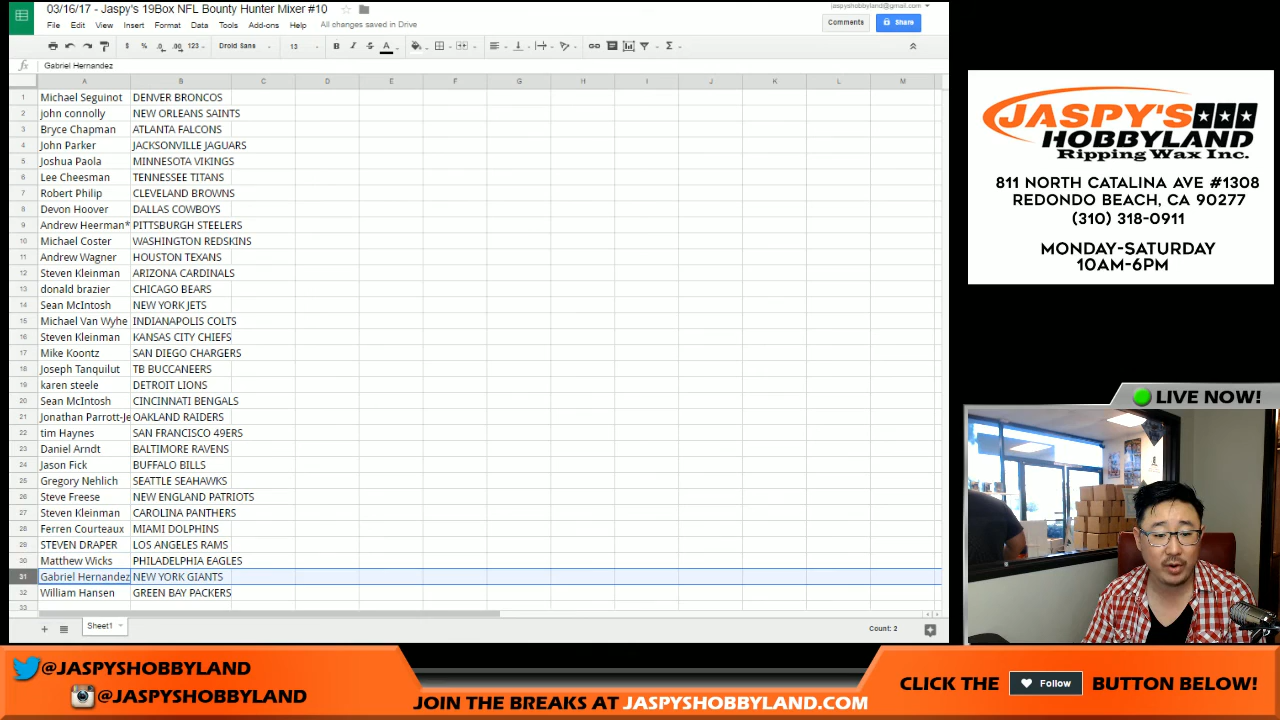 03/16/17 - Jaspy's 19Box NFL Bounty Hunter Mixer #10
jaspyshobbyland@gmail.com
File Edit View Insert Format Data Tools Add-ons Help All changes saved in Drive
Comments
Share
$ % .0 .00 123 Droid Sans 13 B I S A
fx Gabriel Hernandez
A B C D E F G H I J K L M
1 Michael Seguinot DENVER BRONCOS
2 john connolly NEW ORLEANS SAINTS
3 Bryce Chapman ATLANTA FALCONS
4 John Parker JACKSONVILLE JAGUARS
5 Joshua Paola MINNESOTA VIKINGS
6 Lee Cheesman TENNESSEE TITANS
7 Robert Philip CLEVELAND BROWNS
8 Devon Hoover DALLAS COWBOYS
9 Andrew Heerman* PITTSBURGH STEELERS
10 Michael Coster WASHINGTON REDSKINS
11 Andrew Wagner HOUSTON TEXANS
12 Steven Kleinman ARIZONA CARDINALS
13 donald brazier CHICAGO BEARS
14 Sean McIntosh NEW YORK JETS
15 Michael Van Wyhe INDIANAPOLIS COLTS
16 Steven Kleinman KANSAS CITY CHIEFS
17 Mike Koontz SAN DIEGO CHARGERS
18 Joseph Tanquilut TB BUCCANEERS
19 karen steele DETROIT LIONS
20 Sean McIntosh CINCINNATI BENGALS
21 Jonathan Parrott-Je OAKLAND RAIDERS
22 tim Haynes SAN FRANCISCO 49ERS
23 Daniel Arndt BALTIMORE RAVENS
24 Jason Fick BUFFALO BILLS
25 Gregory Nehlich SEATTLE SEAHAWKS
26 Steve Freese NEW ENGLAND PATRIOTS
27 Steven Kleinman CAROLINA PANTHERS
28 Ferren Courteaux MIAMI DOLPHINS
29 STEVEN DRAPER LOS ANGELES RAMS
30 Matthew Wicks PHILADELPHIA EAGLES
31 Gabriel Hernandez NEW YORK GIANTS
32 William Hansen GREEN BAY PACKERS
33
Sheet1
Count: 2
JASPY'S
HOBBYLAND
Ripping Wax Inc.
811 NORTH CATALINA AVE #1308
REDONDO BEACH, CA 90277
(310) 318-0911
MONDAY-SATURDAY
10AM-6PM
LIVE NOW!
@JASPYSHOBBYLAND
@JASPYSHOBBYLAND
JOIN THE BREAKS AT JASPYSHOBBYLAND.COM
CLICK THE Follow BUTTON BELOW!